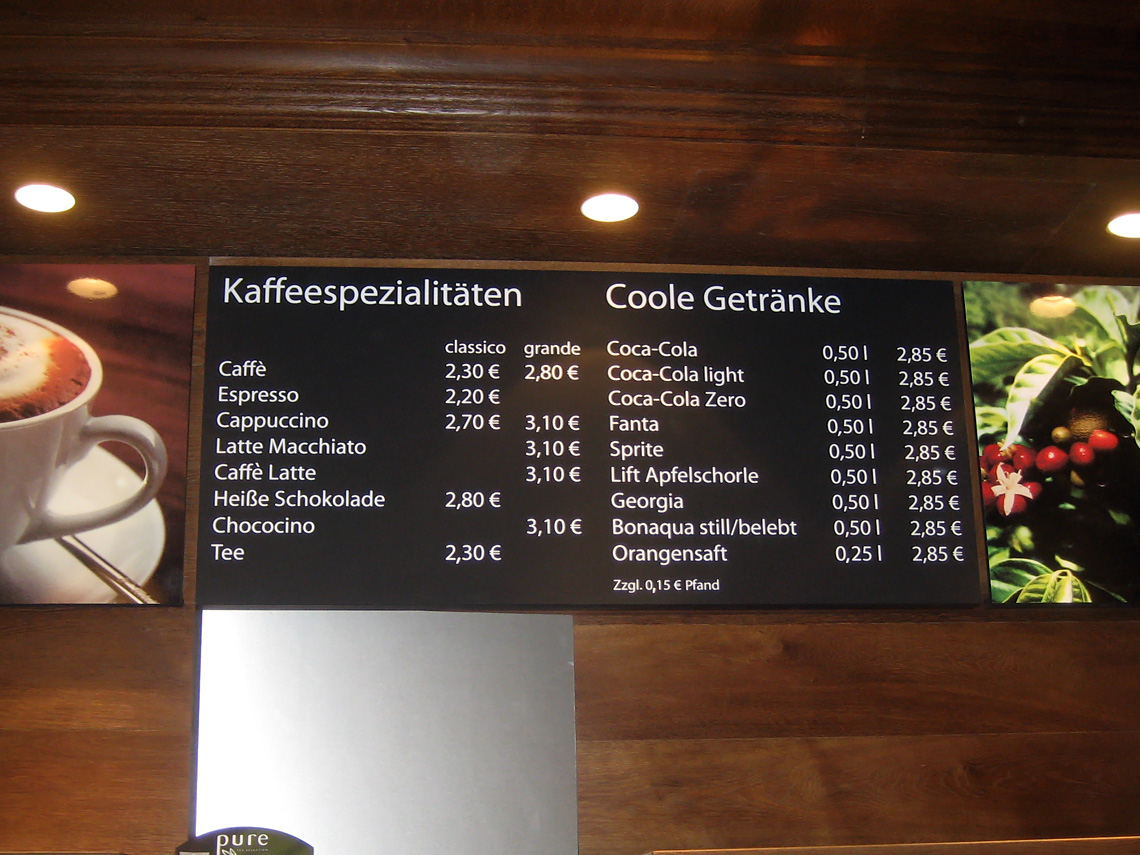 Kaffeespezialitäten
classico grande
Caffè 2,30 € 2,80 €
Espresso 2,20 €
Cappuccino 2,70 € 3,10 €
Latte Macchiato 3,10 €
Caffè Latte 3,10 €
Heiße Schokolade 2,80 €
Chococino 3,10 €
Tee 2,30 €
Coole Getränke
Coca-Cola 0,50 l 2,85 €
Coca-Cola light 0,50 l 2,85 €
Coca-Cola Zero 0,50 l 2,85 €
Fanta 0,50 l 2,85 €
Sprite 0,50 l 2,85 €
Lift Apfelschorle 0,50 l 2,85 €
Georgia 0,50 l 2,85 €
Bonaqua still/belebt 0,50 l 2,85 €
Orangensaft 0,25 l 2,85 €
Zzgl. 0,15 € Pfand
pure